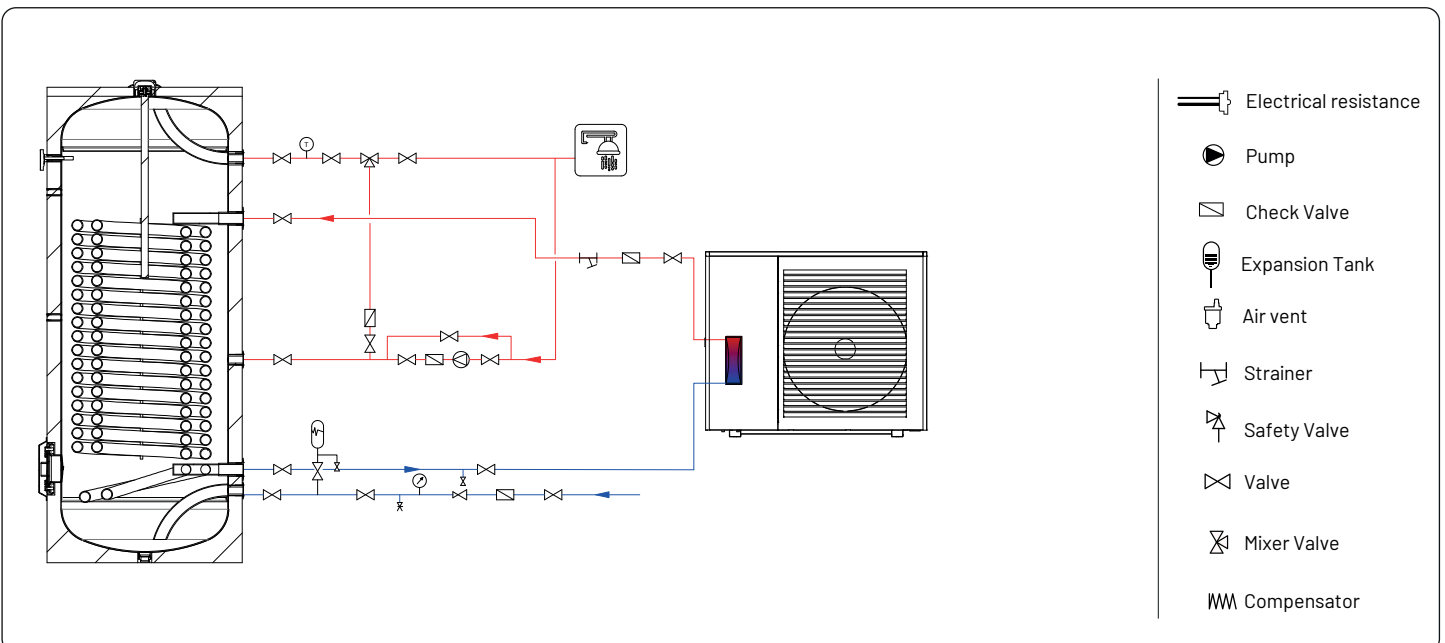 T
Electrical resistance
Pump
Check Valve
Expansion Tank
Air vent
Strainer
Safety Valve
Valve
Mixer Valve
Compensator